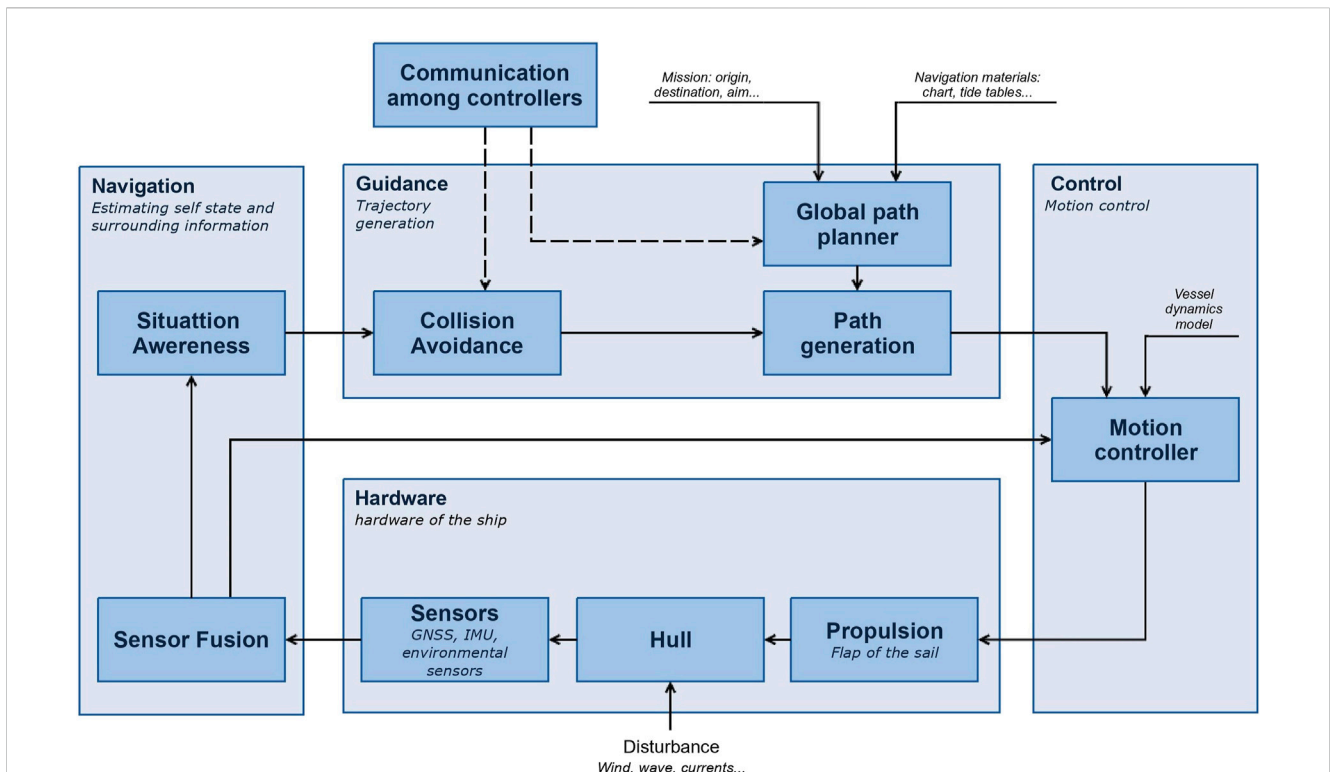 Communication
among controllers
Mission: origin,
destination, aim...
Navigation materials:
chart, tide tables...
Navigation
Estimating self state and
surrounding information
Guidance
Trajectory
generation
Global path
planner
Control
Motion control
Situattion
Awereness
Collision
Avoidance
Path
generation
Vessel
dynamics
model
Motion
controller
Hardware
hardware of the ship
Sensor Fusion
Sensors
GNSS, IMU,
environmental
sensors
Hull
Propulsion
Flap of the sail
Disturbance
Wind, wave, currents...